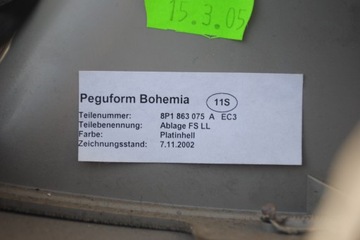 15.3.05
Peguform Bohemia 11S
Teilenummer: 8P1 863 075 A EC3
Teilebenennung: Ablage FS LL
Farbe: Platinhell
Zeichnungsstand: 7.11.2002